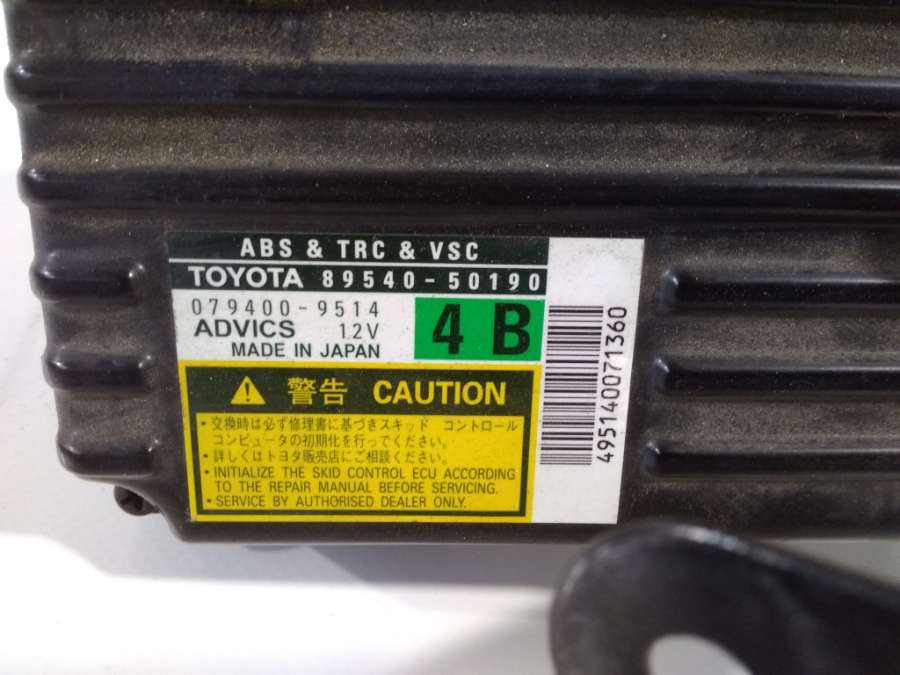 ABS & TRC & VSC
TOYOTA 89540-50190
079400-9514
ADVICS 12V
MADE IN JAPAN
4 B
警告 CAUTION
・交換時は必ず修理書に基づきスキッド コントロール
コンピュータの初期化を行ってください。
・詳しくはトヨタ販売店にご相談ください。
・INITIALIZE THE SKID CONTROL ECU ACCORDING
TO THE REPAIR MANUAL BEFORE SERVICING.
・SERVICE BY AUTHORISED DEALER ONLY.
495140071360